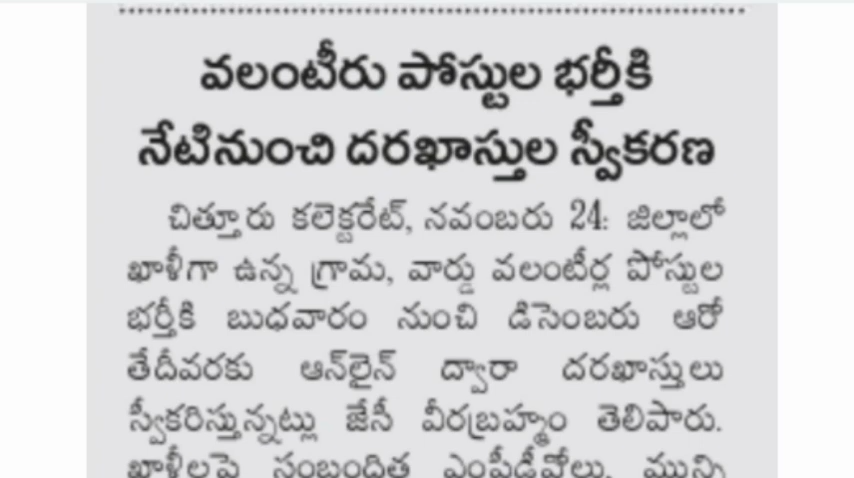 వలంటీరు పోస్టుల భర్తీకి
నేటినుంచి దరఖాస్తుల స్వీకరణ
చిత్తూరు కలెక్టరేట్, నవంబరు 24: జిల్లాలో
ఖాళీగా ఉన్న గ్రామ, వార్డు వలంటీర్ల పోస్టుల
భర్తీకి బుధవారం నుంచి డిసెంబరు ఆరో
తేదీవరకు ఆన్‌లైన్ ద్వారా దరఖాస్తులు
స్వీకరిస్తున్నట్లు జేసీ వీరబ్రహ్మం తెలిపారు.
ఖాళీలపై సంబంధిత ఎంపీడీవోలు, మున్సి